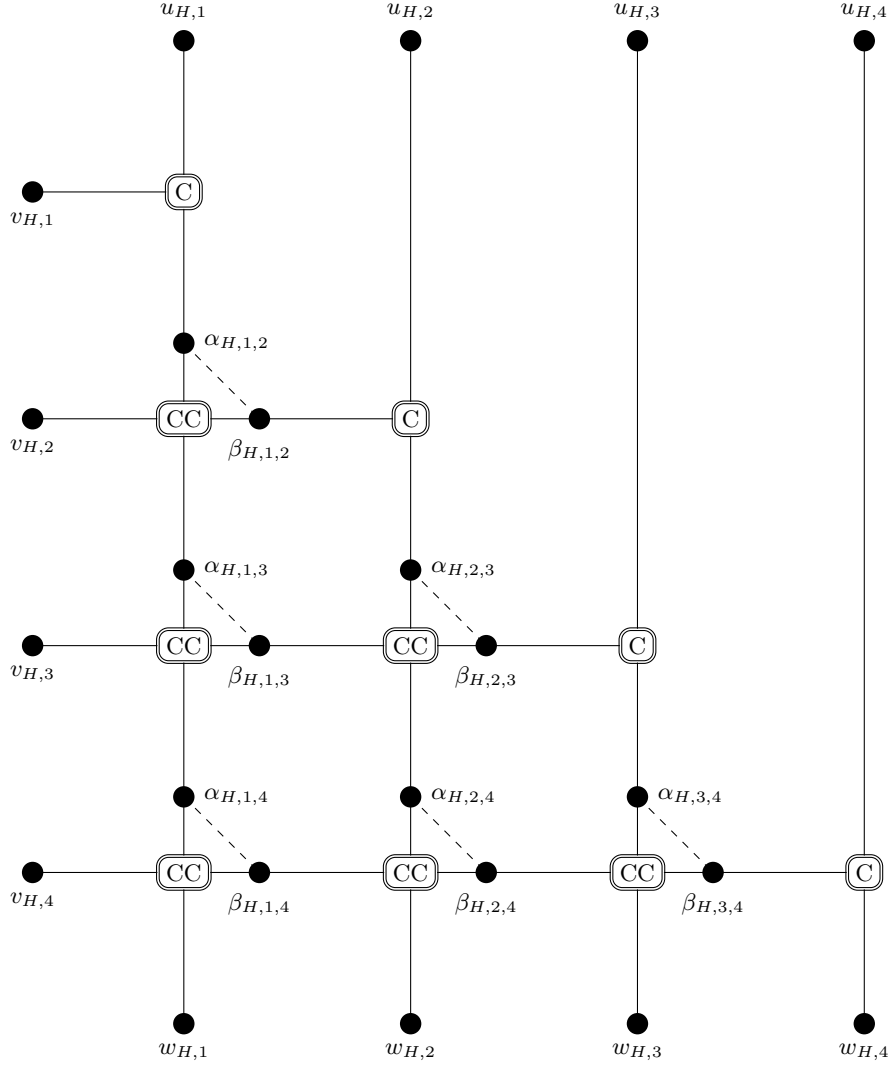 u_{H,1} u_{H,2} u_{H,3} u_{H,4}
C
v_{H,1}
α_{H,1,2}
CC C
v_{H,2} β_{H,1,2}
α_{H,1,3} α_{H,2,3}
CC CC C
v_{H,3} β_{H,1,3} β_{H,2,3}
α_{H,1,4} α_{H,2,4} α_{H,3,4}
CC CC CC C
v_{H,4} β_{H,1,4} β_{H,2,4} β_{H,3,4}
w_{H,1} w_{H,2} w_{H,3} w_{H,4}